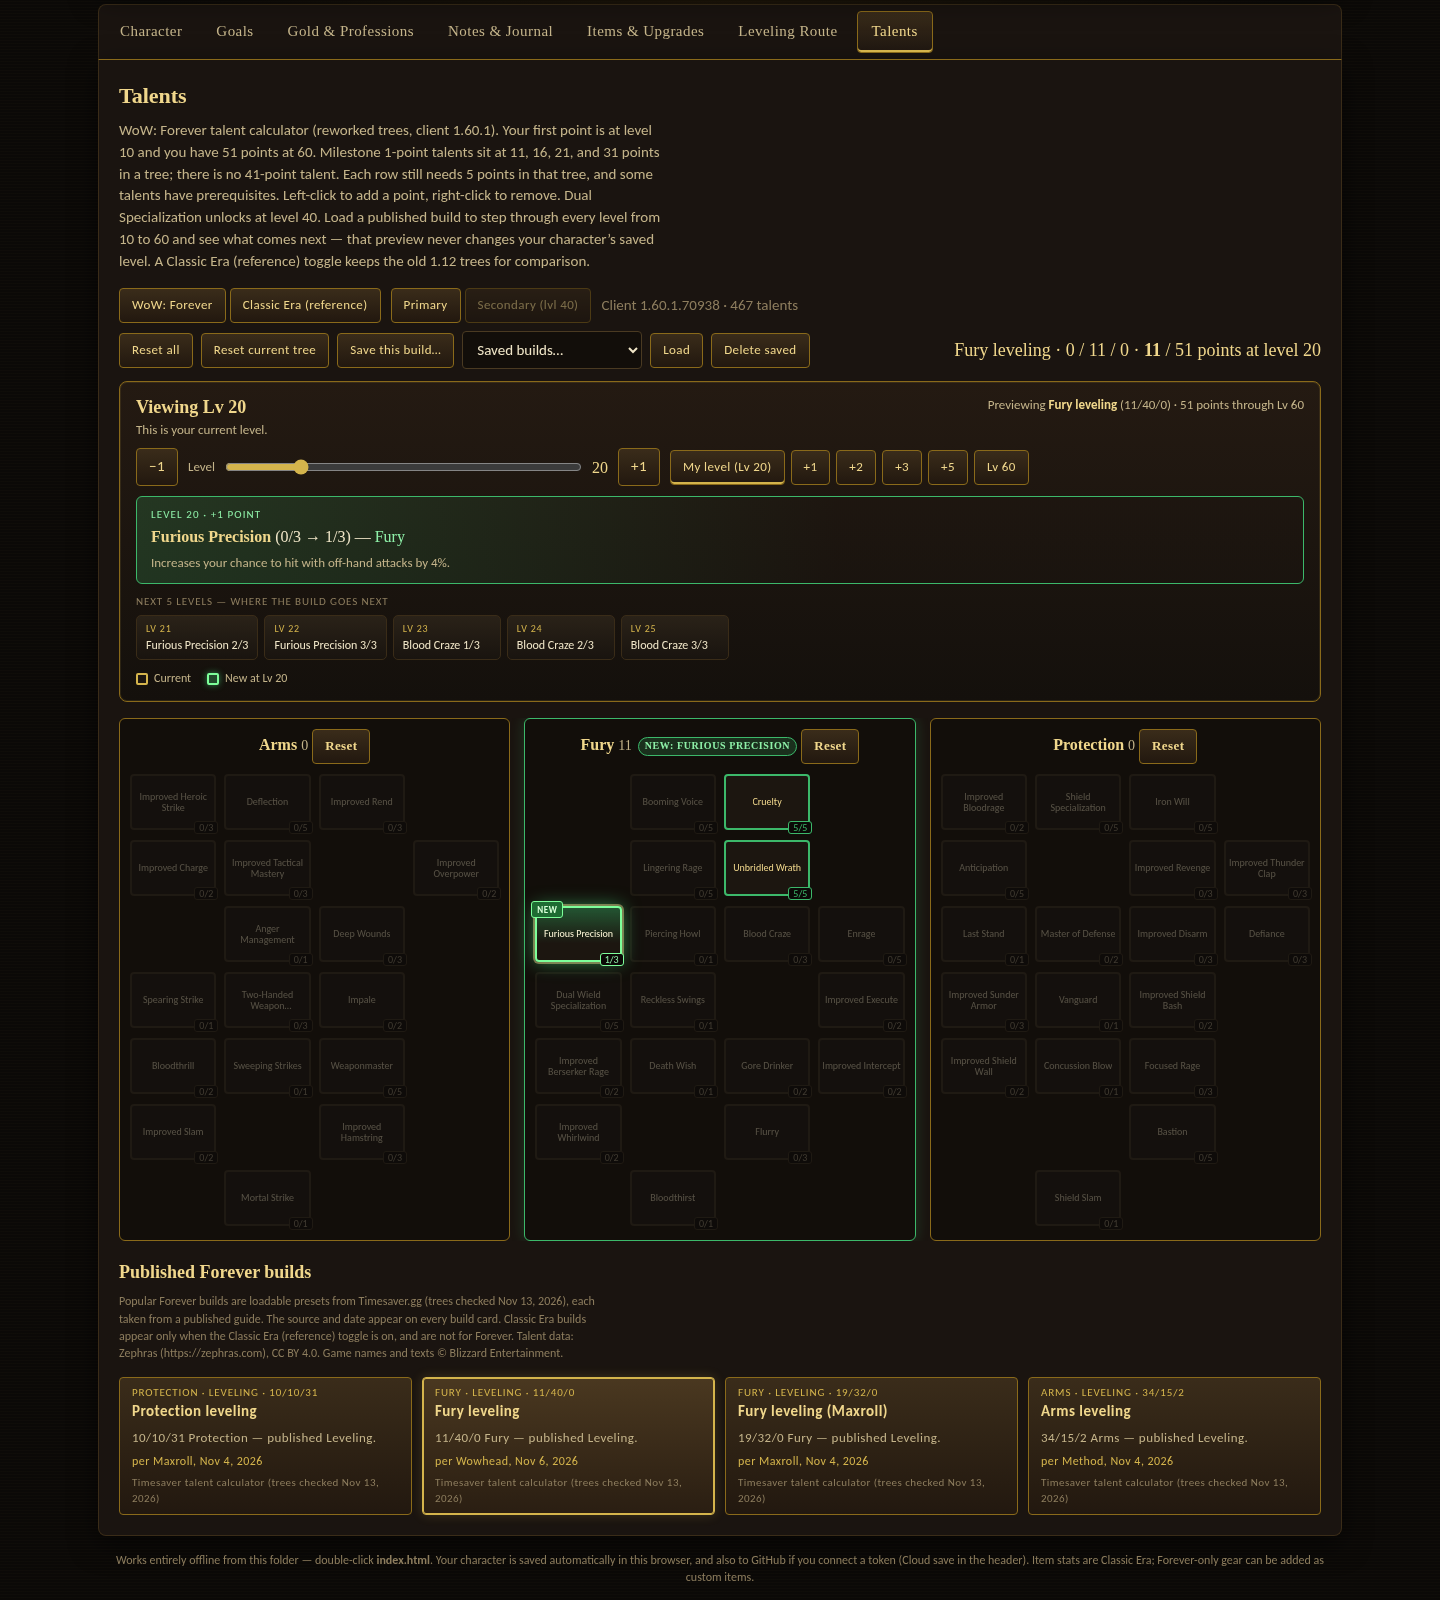 Character Goals Gold & Professions Notes & Journal Items & Upgrades Leveling Route Talents
Talents
WoW: Forever talent calculator (reworked trees, client 1.60.1). Your first point is at level
10 and you have 51 points at 60. Milestone 1-point talents sit at 11, 16, 21, and 31 points
in a tree; there is no 41-point talent. Each row still needs 5 points in that tree, and some
talents have prerequisites. Left-click to add a point, right-click to remove. Dual
Specialization unlocks at level 40. Load a published build to step through every level from
10 to 60 and see what comes next — that preview never changes your character’s saved
level. A Classic Era (reference) toggle keeps the old 1.12 trees for comparison.
WoW: Forever Classic Era (reference) Primary Secondary (lvl 40) Client 1.60.1.70938 · 467 talents
Reset all Reset current tree Save this build... Saved builds... Load Delete saved Fury leveling · 0 / 11 / 0 · 11 / 51 points at level 20
Viewing Lv 20 Previewing Fury leveling (11/40/0) · 51 points through Lv 60
This is your current level.
−1 Level 20 +1 My level (Lv 20) +1 +2 +3 +5 Lv 60
LEVEL 20 · +1 POINT
Furious Precision (0/3 → 1/3) — Fury
Increases your chance to hit with off-hand attacks by 4%.
NEXT 5 LEVELS — WHERE THE BUILD GOES NEXT
LV 21 LV 22 LV 23 LV 24 LV 25
Furious Precision 2/3 Furious Precision 3/3 Blood Craze 1/3 Blood Craze 2/3 Blood Craze 3/3
Current New at Lv 20
Arms 0 Reset
Improved Heroic Strike 0/3 Deflection 0/5 Improved Rend 0/3
Improved Charge 0/2 Improved Tactical Mastery 0/3 Improved Overpower 0/2
Anger Management 0/1 Deep Wounds 0/3
Spearing Strike 0/1 Two-Handed Weapon... 0/3 Impale 0/2
Bloodthrill 0/2 Sweeping Strikes 0/1 Weaponmaster 0/5
Improved Slam 0/2 Improved Hamstring 0/3
Mortal Strike 0/1
Fury 11 NEW: FURIOUS PRECISION Reset
Booming Voice 0/5 Cruelty 5/5
Lingering Rage 0/5 Unbridled Wrath 5/5
NEW Furious Precision 1/3 Piercing Howl 0/1 Blood Craze 0/3 Enrage 0/5
Dual Wield Specialization 0/5 Reckless Swings 0/1 Improved Execute 0/2
Improved Berserker Rage 0/2 Death Wish 0/1 Gore Drinker 0/2 Improved Intercept 0/2
Improved Whirlwind 0/2 Flurry 0/3
Bloodthirst 0/1
Protection 0 Reset
Improved Bloodrage 0/2 Shield Specialization 0/5 Iron Will 0/5
Anticipation 0/5 Improved Revenge 0/3 Improved Thunder Clap 0/3
Last Stand 0/1 Master of Defense 0/2 Improved Disarm 0/3 Defiance 0/3
Improved Sunder Armor 0/3 Vanguard 0/1 Improved Shield Bash 0/2
Improved Shield Wall 0/2 Concussion Blow 0/1 Focused Rage 0/3
Bastion 0/5
Shield Slam 0/1
Published Forever builds
Popular Forever builds are loadable presets from Timesaver.gg (trees checked Nov 13, 2026), each
taken from a published guide. The source and date appear on every build card. Classic Era builds
appear only when the Classic Era (reference) toggle is on, and are not for Forever. Talent data:
Zephras (https://zephras.com), CC BY 4.0. Game names and texts © Blizzard Entertainment.
PROTECTION · LEVELING · 10/10/31
Protection leveling
10/10/31 Protection — published Leveling.
per Maxroll, Nov 4, 2026
Timesaver talent calculator (trees checked Nov 13,
2026)
FURY · LEVELING · 11/40/0
Fury leveling
11/40/0 Fury — published Leveling.
per Wowhead, Nov 6, 2026
Timesaver talent calculator (trees checked Nov 13,
2026)
FURY · LEVELING · 19/32/0
Fury leveling (Maxroll)
19/32/0 Fury — published Leveling.
per Maxroll, Nov 4, 2026
Timesaver talent calculator (trees checked Nov 13,
2026)
ARMS · LEVELING · 34/15/2
Arms leveling
34/15/2 Arms — published Leveling.
per Method, Nov 4, 2026
Timesaver talent calculator (trees checked Nov 13,
2026)
Works entirely offline from this folder — double-click index.html. Your character is saved automatically in this browser, and also to GitHub if you connect a token (Cloud save in the header). Item stats are Classic Era; Forever-only gear can be added as
custom items.